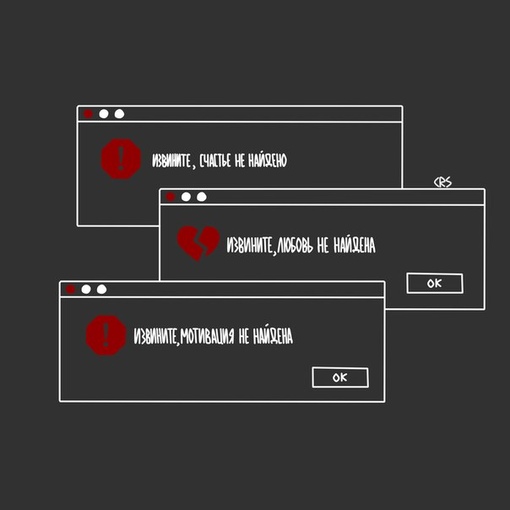 ИЗВИНИТЕ, СЧАСТЬЕ НЕ НАЙДЕНО
CRS
ИЗВИНИТЕ,ЛЮБОВЬ НЕ НАЙДЕНА
OK
ИЗВИНИТЕ,МОТИВАЦИЯ НЕ НАЙДЕНА
OK